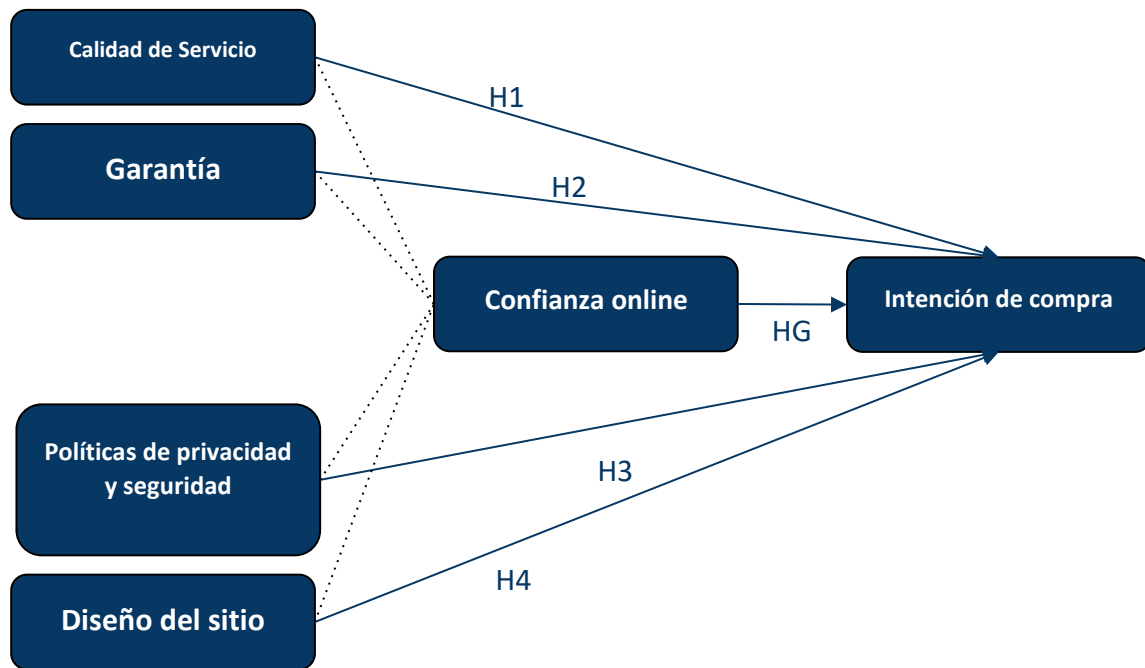 Calidad de Servicio
H1
Garantía
H2
Confianza online
Intención de compra
HG
Políticas de privacidad
y seguridad
H3
H4
Diseño del sitio